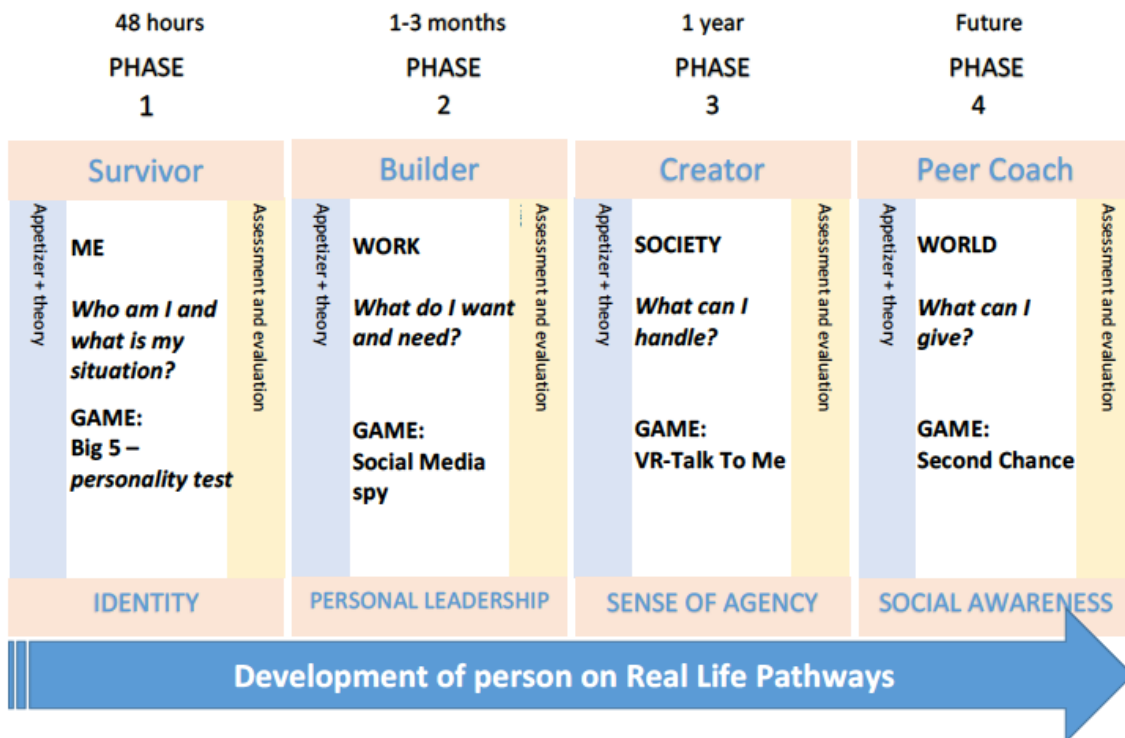 48 hours
PHASE
1
1-3 months
PHASE
2
1 year
PHASE
3
Future
PHASE
4
Survivor
Appetizer + theory
ME
Who am I and
what is my
situation?
GAME:
Big 5 –
personality test
Assessment and evaluation
IDENTITY
Builder
Appetizer + theory
WORK
What do I want
and need?
GAME:
Social Media
spy
Assessment and evaluation
PERSONAL LEADERSHIP
Creator
Appetizer + theory
SOCIETY
What can I
handle?
GAME:
VR-Talk To Me
Assessment and evaluation
SENSE OF AGENCY
Peer Coach
Appetizer + theory
WORLD
What can I
give?
GAME:
Second Chance
Assessment and evaluation
SOCIAL AWARENESS
Development of person on Real Life Pathways